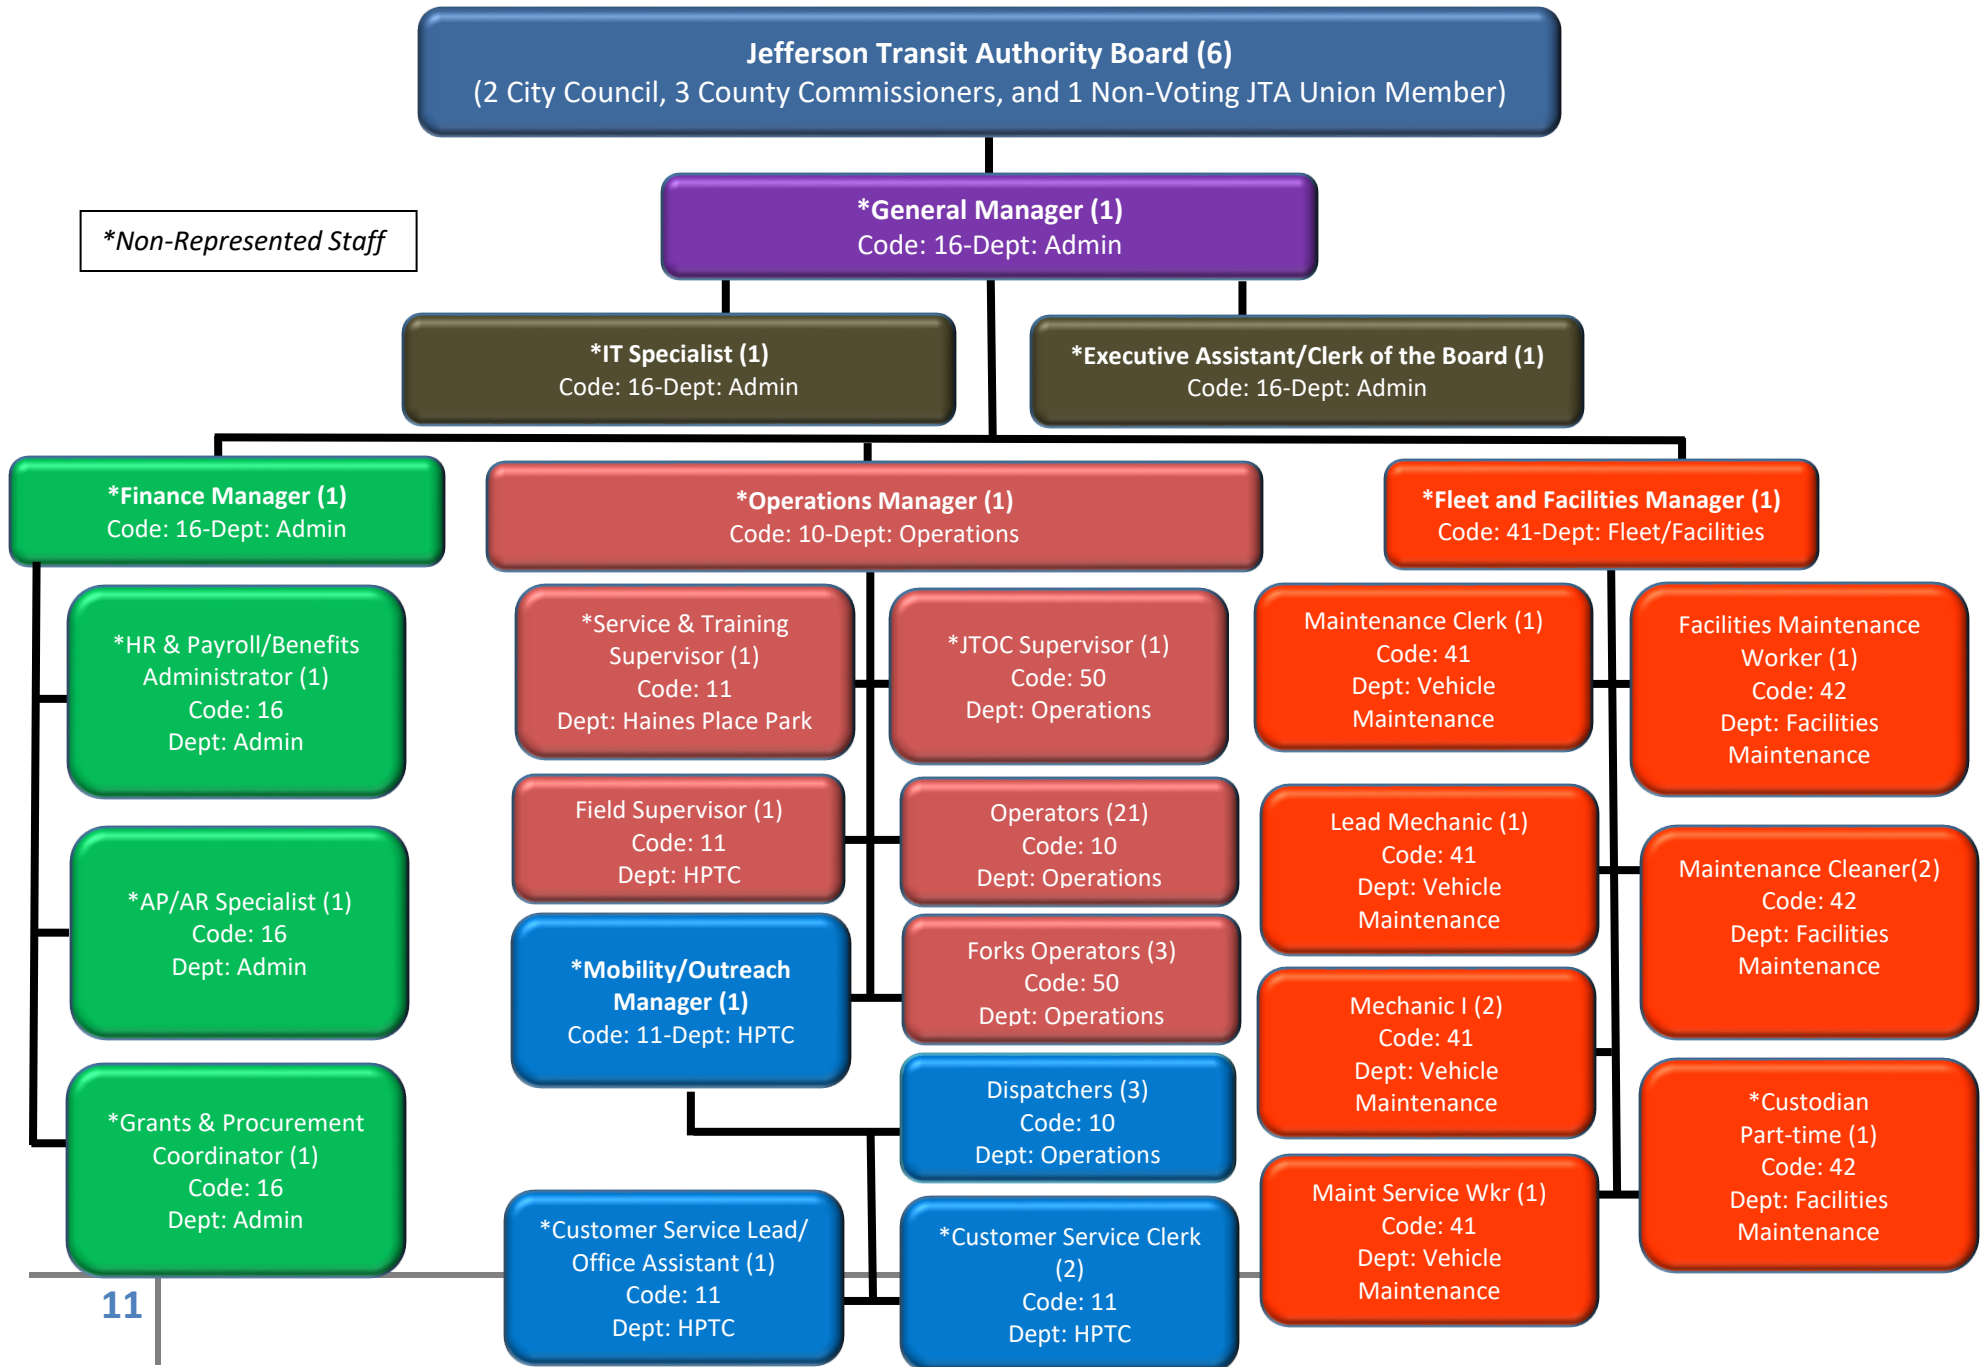 Jefferson Transit Authority Board (6)
(2 City Council, 3 County Commissioners, and 1 Non-Voting JTA Union Member)
*Non-Represented Staff
*General Manager (1)
Code: 16-Dept: Admin
*IT Specialist (1)
Code: 16-Dept: Admin
*Executive Assistant/Clerk of the Board (1)
Code: 16-Dept: Admin
*Finance Manager (1)
Code: 16-Dept: Admin
*HR & Payroll/Benefits
Administrator (1)
Code: 16
Dept: Admin
*AP/AR Specialist (1)
Code: 16
Dept: Admin
*Grants & Procurement
Coordinator (1)
Code: 16
Dept: Admin
*Operations Manager (1)
Code: 10-Dept: Operations
*Service & Training
Supervisor (1)
Code: 11
Dept: Haines Place Park
*JTOC Supervisor (1)
Code: 50
Dept: Operations
Field Supervisor (1)
Code: 11
Dept: HPTC
Operators (21)
Code: 10
Dept: Operations
*Mobility/Outreach
Manager (1)
Code: 11-Dept: HPTC
Forks Operators (3)
Code: 50
Dept: Operations
Dispatchers (3)
Code: 10
Dept: Operations
*Customer Service Lead/
Office Assistant (1)
Code: 11
Dept: HPTC
*Customer Service Clerk
(2)
Code: 11
Dept: HPTC
*Fleet and Facilities Manager (1)
Code: 41-Dept: Fleet/Facilities
Maintenance Clerk (1)
Code: 41
Dept: Vehicle
Maintenance
Facilities Maintenance
Worker (1)
Code: 42
Dept: Facilities
Maintenance
Lead Mechanic (1)
Code: 41
Dept: Vehicle
Maintenance
Maintenance Cleaner(2)
Code: 42
Dept: Facilities
Maintenance
Mechanic I (2)
Code: 41
Dept: Vehicle
Maintenance
*Custodian
Part-time (1)
Code: 42
Dept: Facilities
Maintenance
Maint Service Wkr (1)
Code: 41
Dept: Vehicle
Maintenance
11